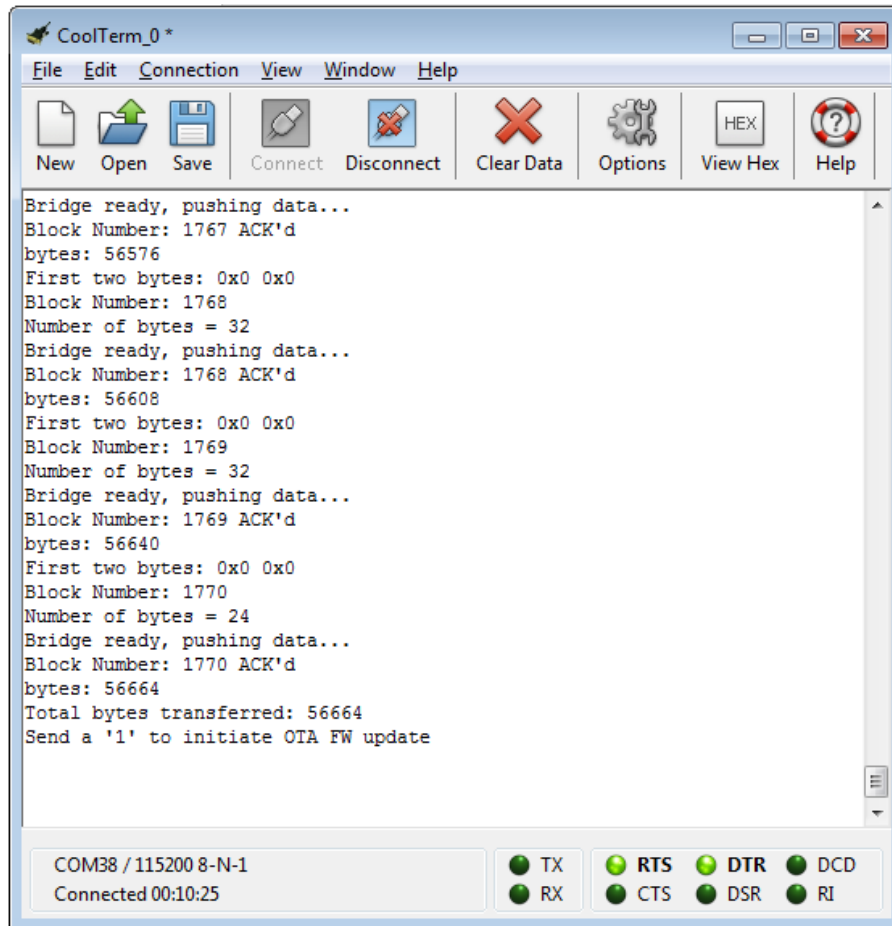 CoolTerm_0 *
File Edit Connection View Window Help
HEX ?
New Open Save Connect Disconnect Clear Data Options View Hex Help
Bridge ready, pushing data...
Block Number: 1767 ACK'd
bytes: 56576
First two bytes: 0x0 0x0
Block Number: 1768
Number of bytes = 32
Bridge ready, pushing data...
Block Number: 1768 ACK'd
bytes: 56608
First two bytes: 0x0 0x0
Block Number: 1769
Number of bytes = 32
Bridge ready, pushing data...
Block Number: 1769 ACK'd
bytes: 56640
First two bytes: 0x0 0x0
Block Number: 1770
Number of bytes = 24
Bridge ready, pushing data...
Block Number: 1770 ACK'd
bytes: 56664
Total bytes transferred: 56664
Send a '1' to initiate OTA FW update
COM38 / 115200 8-N-1 TX RTS DTR DCD
Connected 00:10:25 RX CTS DSR RI